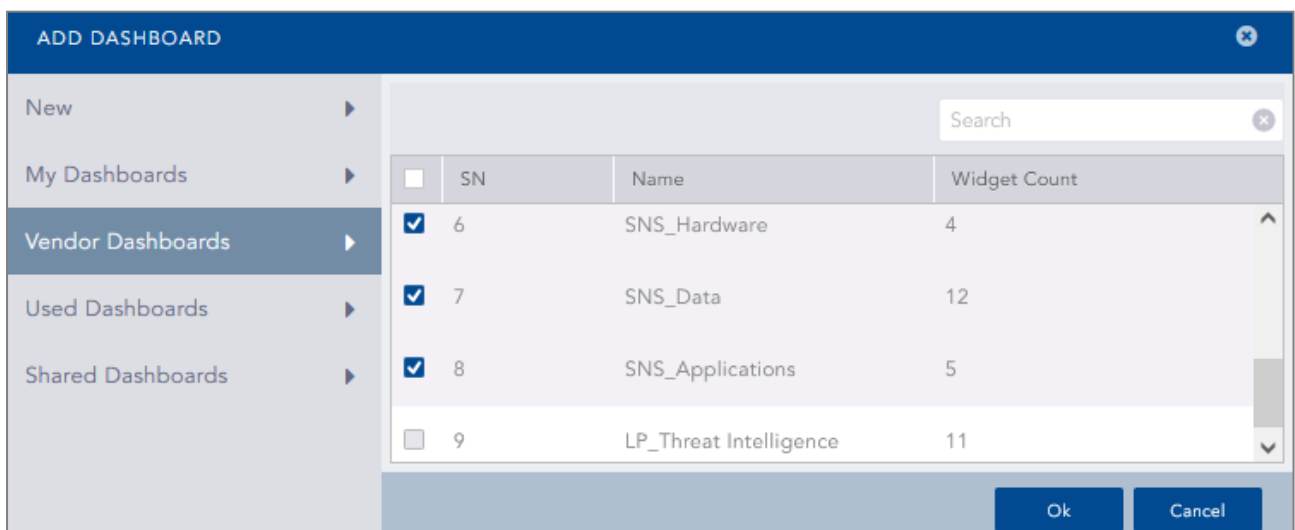 ADD DASHBOARD
New
My Dashboards
Vendor Dashboards
Used Dashboards
Shared Dashboards
Search
SN Name Widget Count
6 SNS_Hardware 4
7 SNS_Data 12
8 SNS_Applications 5
9 LP_Threat Intelligence 11
Ok Cancel